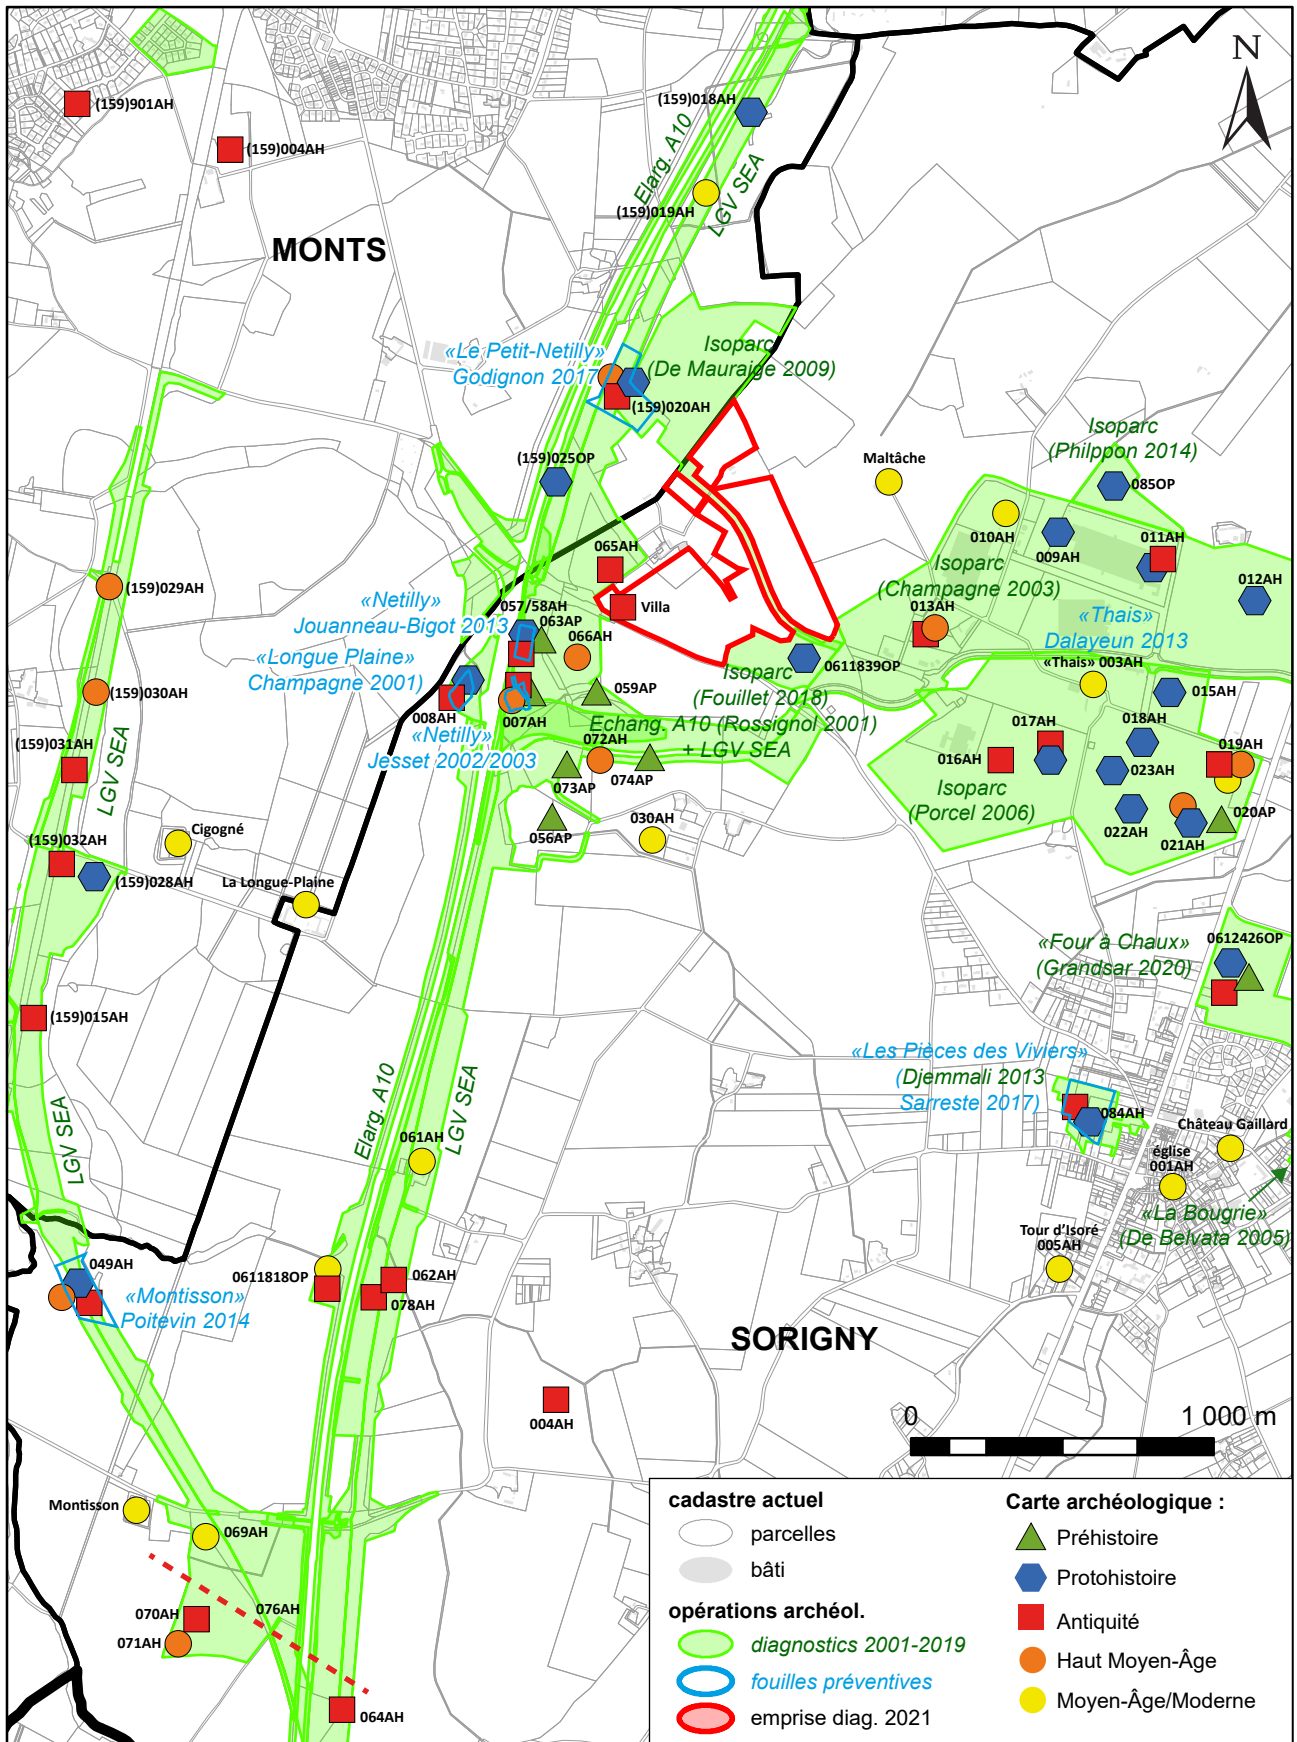 N
(159)901AH
(159)004AH
(159)018AH
Elarg. A10
(159)019AH
LGV SEA
MONTS
«Le Petit-Netilly»
Godignon 2017
Isoparc
(De Mauraige 2009)
(159)020AH
(159)025OP
Maltâche
Isoparc
(Philppon 2014)
085OP
010AH
009AH
011AH
012AH
065AH
Villa
Isoparc
(Champagne 2003)
013AH
(159)029AH
«Netilly»
Jouanneau-Bigot 2013
057/58AH
063AP
066AH
«Thais»
Dalayeun 2013
«Longue Plaine»
Champagne 2001)
0611839OP
«Thais» 003AH
(159)030AH
008AH
007AH
059AP
Isoparc
(Fouillet 2018)
Echang. A10 (Rossignol 2001)
+ LGV SEA
015AH
«Netilly»
Jesset 2002/2003
072AH
074AP
073AP
017AH
018AH
016AH
023AH
019AH
(159)031AH
LGV SEA
Isoparc
(Porcel 2006)
022AH
021AH
020AP
056AP
030AH
Cigogné
(159)032AH
(159)028AH
La Longue-Plaine
«Four à Chaux»
(Grandsar 2020)
0612426OP
(159)015AH
«Les Pièces des Viviers»
(Djemmali 2013
Sarreste 2017)
084AH
Elarg. A10
LGV SEA
LGV SEA
061AH
Château Gaillard
église
001AH
«La Bougrie»
(De Belvata 2005)
Tour d'Isoré
005AH
049AH
«Montisson»
Poitevin 2014
0611818OP
062AH
078AH
SORIGNY
004AH
0
1 000 m
Montisson
069AH
070AH
071AH
076AH
064AH
cadastre actuel
parcelles
bâti
opérations archéol.
diagnostics 2001-2019
fouilles préventives
emprise diag. 2021
Carte archéologique :
Préhistoire
Protohistoire
Antiquité
Haut Moyen-Âge
Moyen-Âge/Moderne